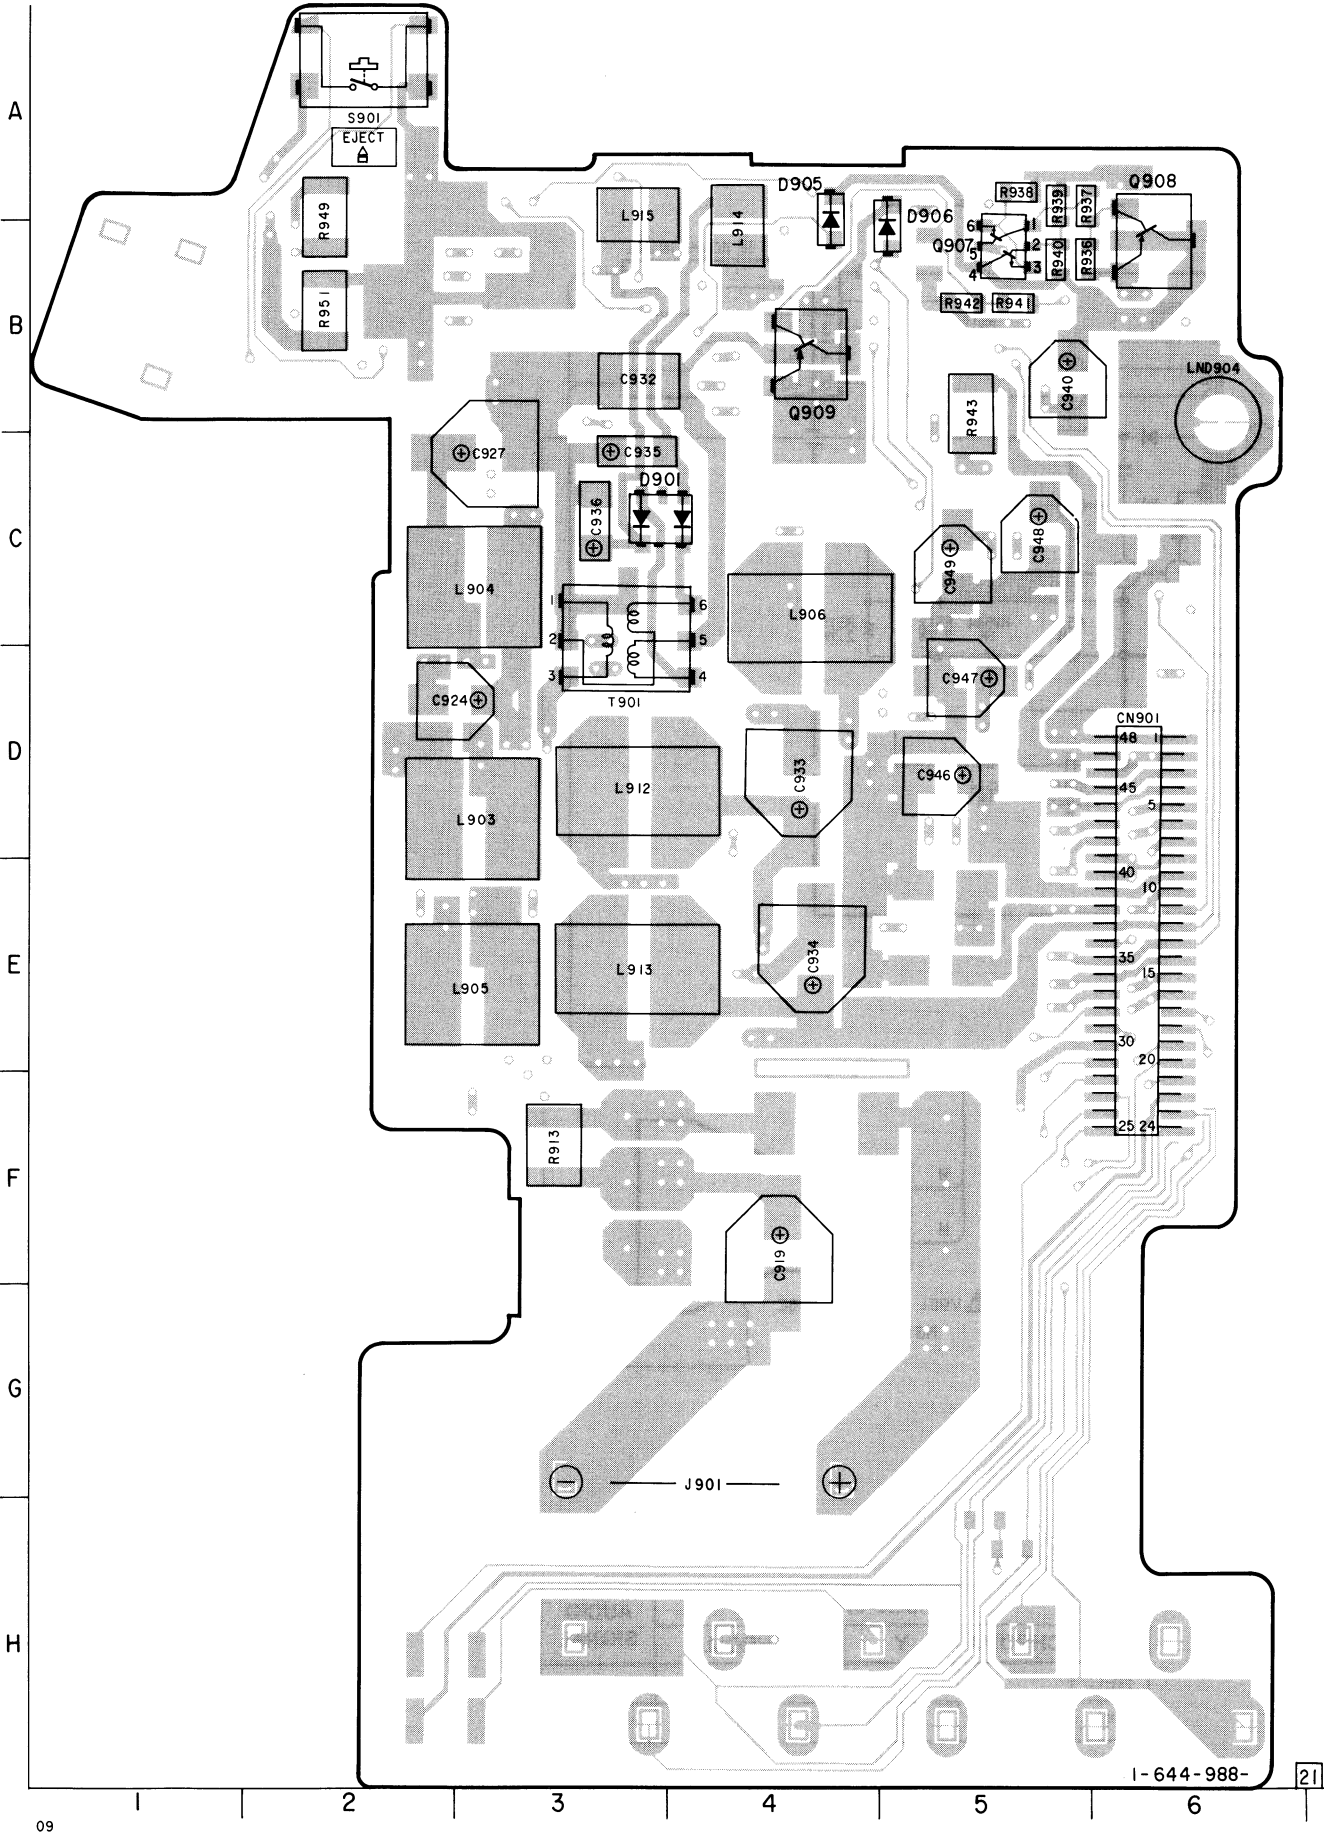 A
S901
EJECT
D905
R938
Q908
R949
L915
L914
D906
R939
R937
6
1
Q907
5
2
4
3
R940
R936
R951
B
R942
R941
C932
Q909
C940
LND904
R943
C927
C935
D901
C936
C
C948
C949
L904
L906
1
6
2
5
3
4
T901
C924
C947
CN901
48 1
D
C933
C946
45
5
L912
L903
40
10
E
C934
35
15
L913
L905
30
20
25 24
R913
F
C919
G
- J901 +
H
1-644-988-
21
1 2 3 4 5 6
09